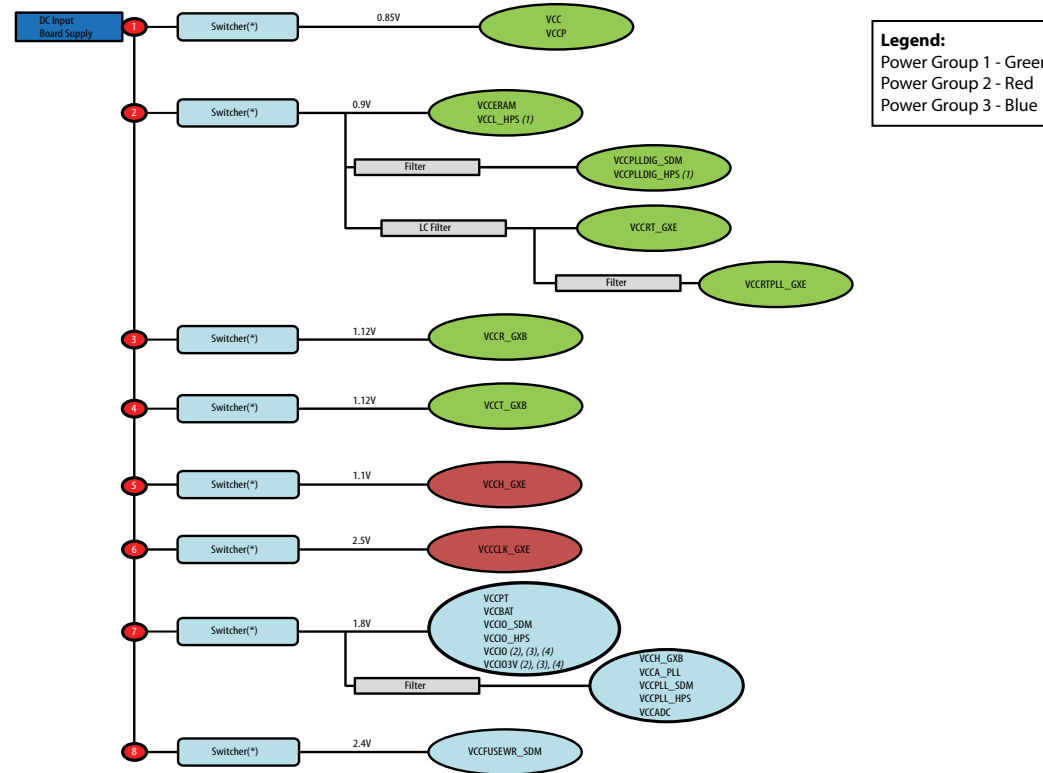 DC Input
Board Supply
1
Switcher(*)
0.85V
VCC
VCCP
Legend:
Power Group 1 - Green
Power Group 2 - Red
Power Group 3 - Blue
2
Switcher(*)
0.9V
VCCERAM
VCCL_HPS (1)
Filter
VCCPLLDIG_SDM
VCCPLLDIG_HPS (1)
LC Filter
VCCRT_GXE
Filter
VCCRTPLL_GXE
3
Switcher(*)
1.12V
VCCR_GXB
4
Switcher(*)
1.12V
VCCT_GXB
5
Switcher(*)
1.1V
VCCH_GXE
6
Switcher(*)
2.5V
VCCCLK_GXE
7
Switcher(*)
1.8V
VCCPT
VCCBAT
VCCIO_SDM
VCCIO_HPS
VCCIO (2), (3), (4)
VCCIO3V (2), (3), (4)
Filter
VCCH_GXB
VCCA_PLL
VCCPLL_SDM
VCCPLL_HPS
VCCADC
8
Switcher(*)
2.4V
VCCFUSEWR_SDM